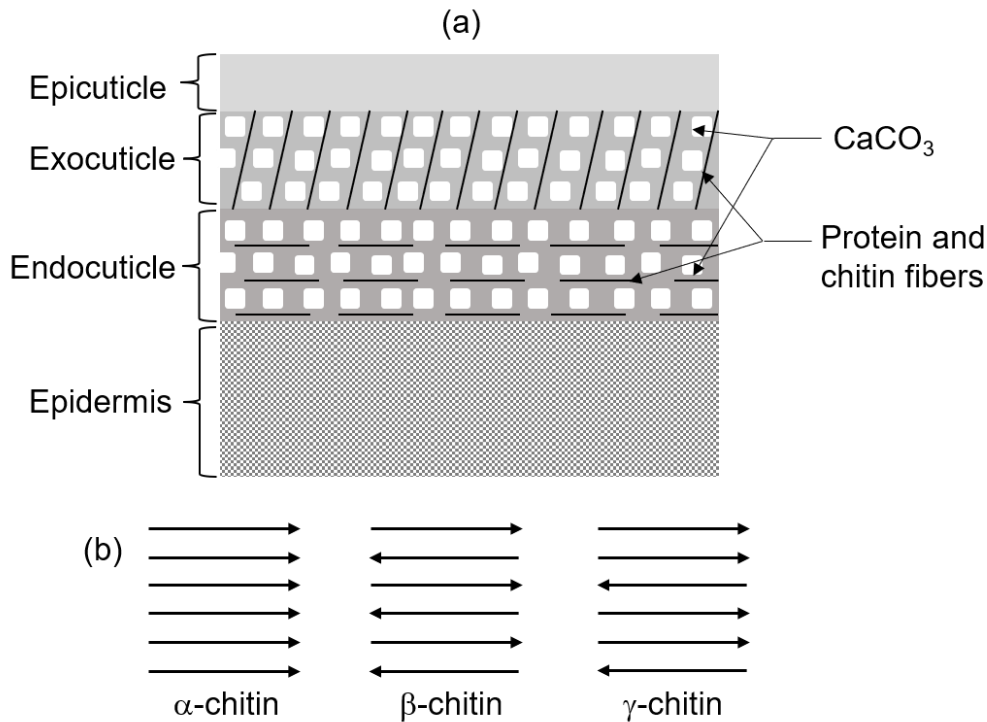 (a)
Epicuticle
Exocuticle
Endocuticle
Epidermis
CaCO₃
Protein and
chitin fibers
(b)
α-chitin
β-chitin
γ-chitin